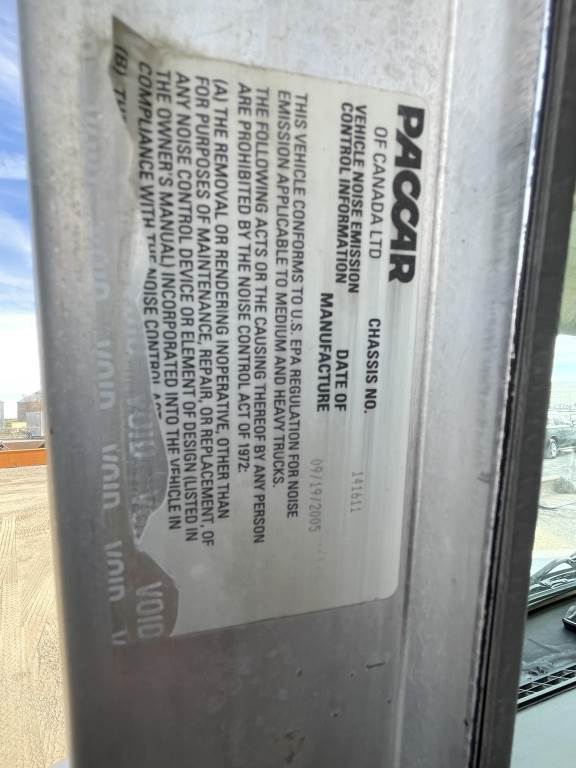 PACCAR
OF CANADA LTD
VEHICLE NOISE EMISSION
CONTROL INFORMATION
CHASSIS NO. 141611
DATE OF
MANUFACTURE 09/19/2005
THIS VEHICLE CONFORMS TO U.S. EPA REGULATION FOR NOISE
EMISSION APPLICABLE TO MEDIUM AND HEAVY TRUCKS.
THE FOLLOWING ACTS OR THE CAUSING THEREOF BY ANY PERSON
ARE PROHIBITED BY THE NOISE CONTROL ACT OF 1972:
(A) THE REMOVAL OR RENDERING INOPERATIVE, OTHER THAN
FOR PURPOSES OF MAINTENANCE, REPAIR, OR REPLACEMENT, OF
ANY NOISE CONTROL DEVICE OR ELEMENT OF DESIGN (LISTED IN
THE OWNER'S MANUAL) INCORPORATED INTO THE VEHICLE IN
COMPLIANCE WITH THE NOISE CONTROL ACT
(B)
VOID VOID
VOID VOID VOID